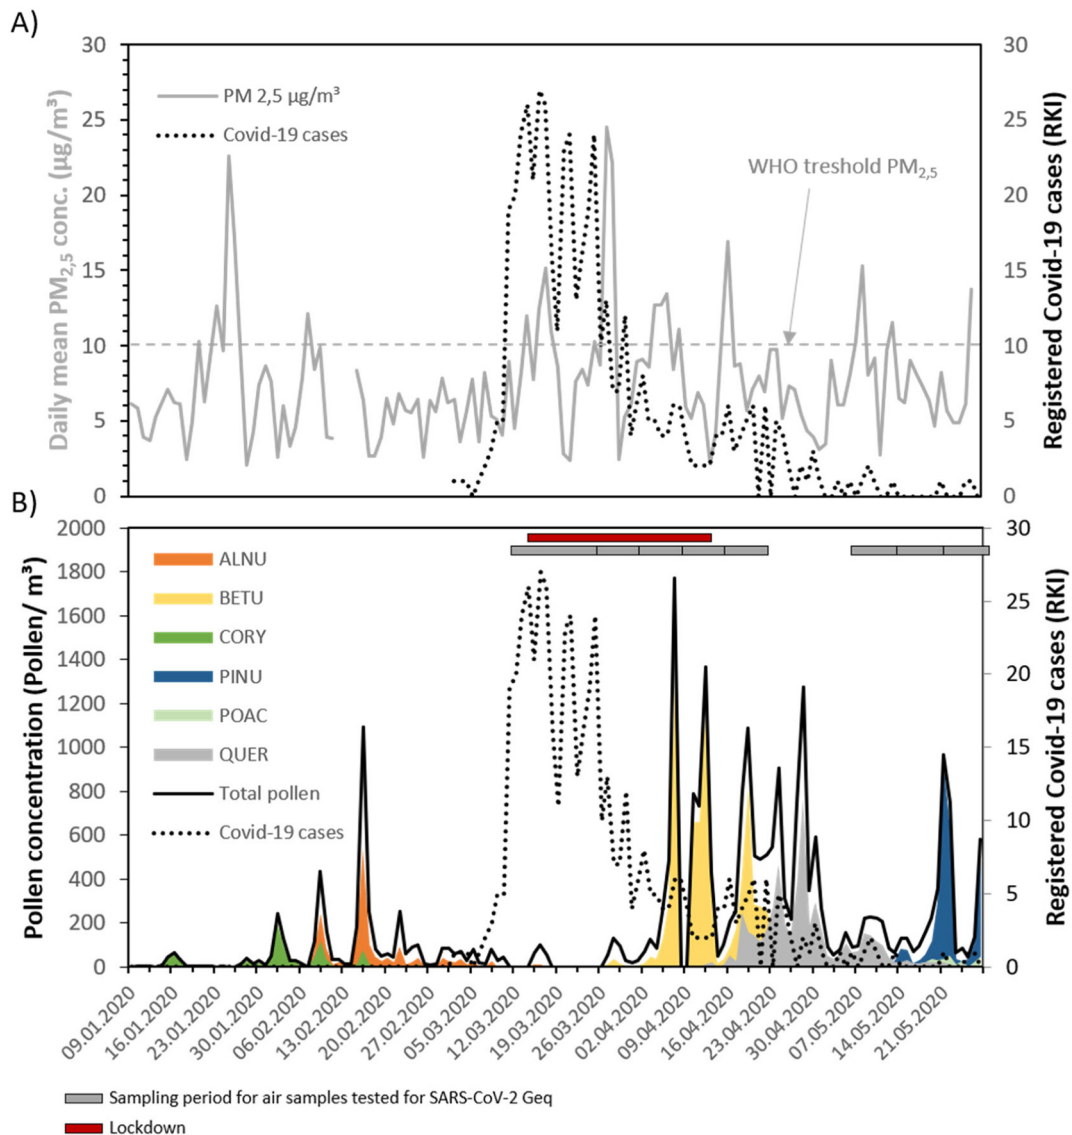 A)
Daily mean PM2,5 conc. (µg/m³)
30
25
20
15
10
5
0
PM 2,5 µg/m³
Covid-19 cases
WHO treshold PM2,5
30
25
20
15
10
5
0
Registered Covid-19 cases (RKI)
B)
Pollen concentration (Pollen/ m³)
2000
1800
1600
1400
1200
1000
800
600
400
200
0
ALNU
BETU
CORY
PINU
POAC
QUER
Total pollen
Covid-19 cases
30
25
20
15
10
5
0
Registered Covid-19 cases (RKI)
09.01.2020
16.01.2020
23.01.2020
30.01.2020
06.02.2020
13.02.2020
20.02.2020
27.02.2020
05.03.2020
12.03.2020
19.03.2020
26.03.2020
02.04.2020
09.04.2020
16.04.2020
23.04.2020
30.04.2020
07.05.2020
14.05.2020
21.05.2020
Sampling period for air samples tested for SARS-CoV-2 Geq
Lockdown